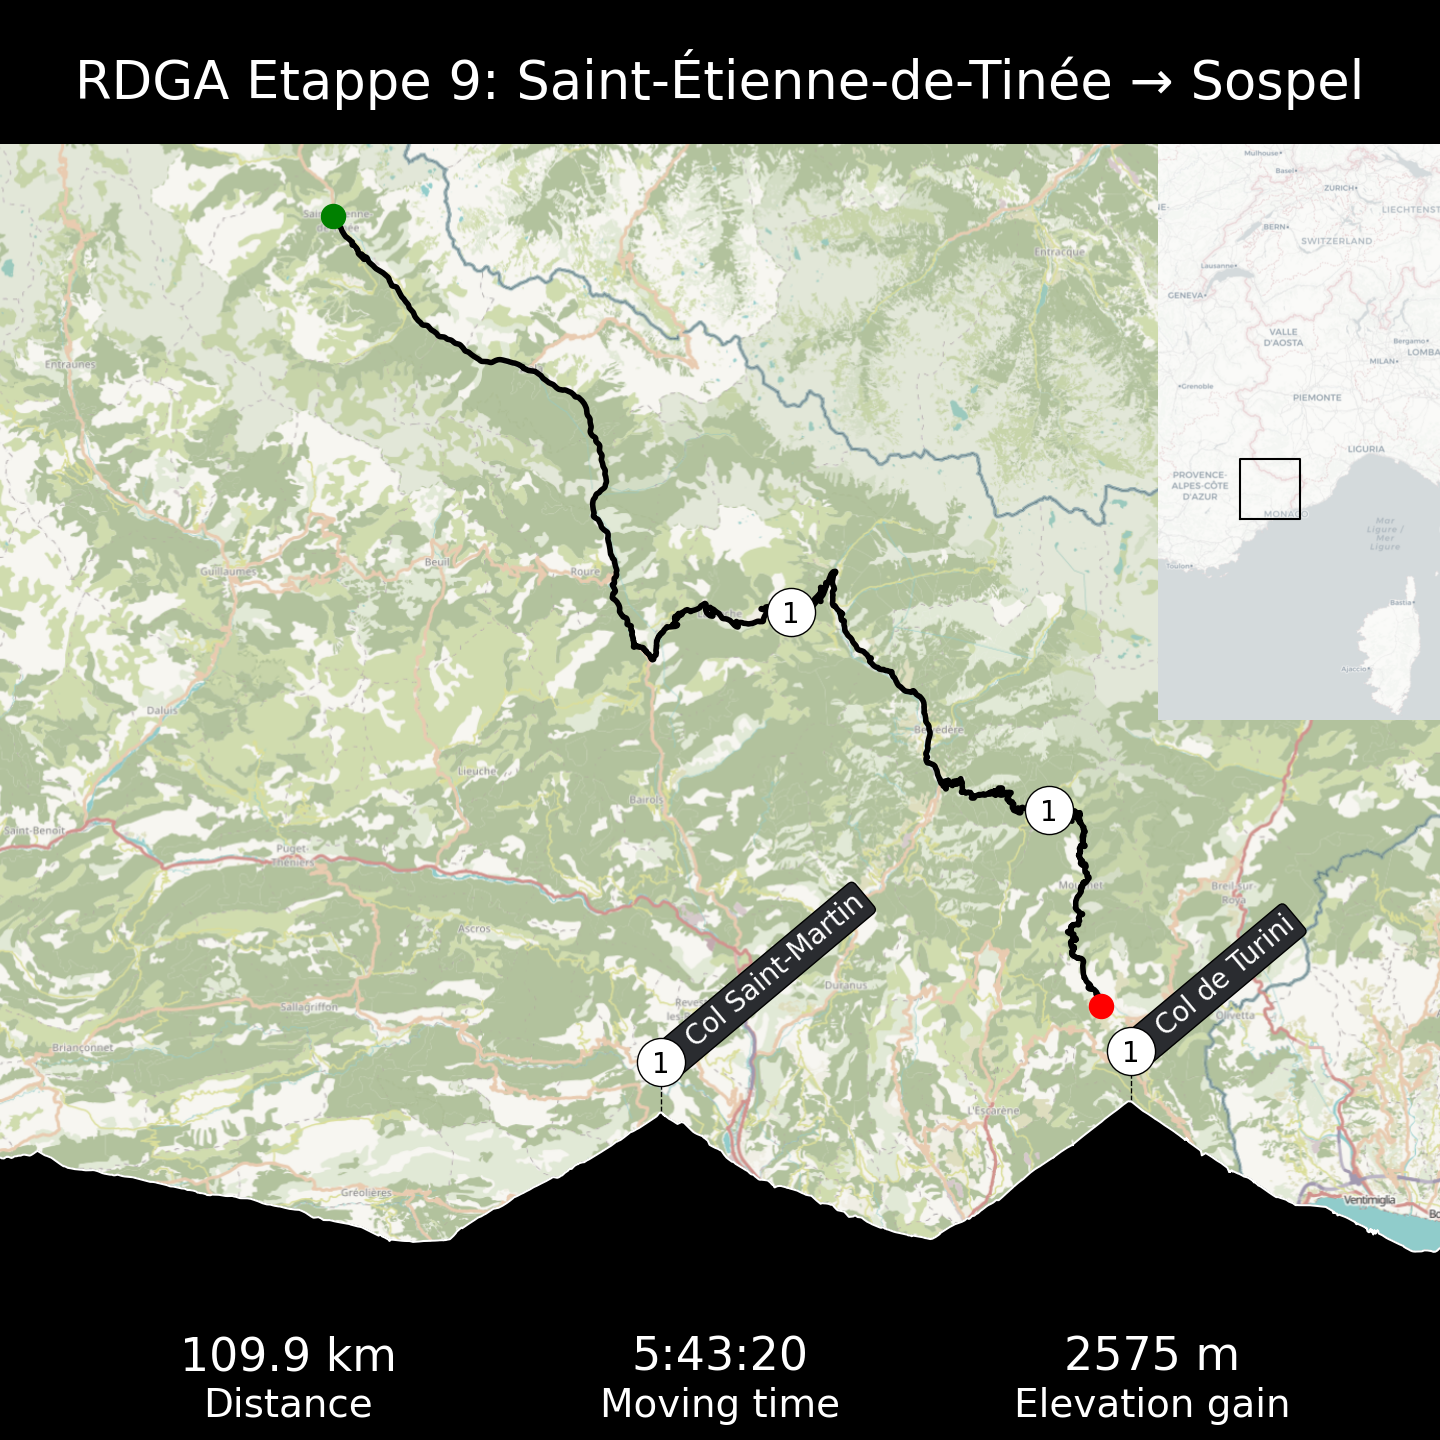 RDGA Etappe 9: Saint-Étienne-de-Tinée → Sospel
Mulhouse
Basel
ZURICH
LIECHTENST
BERN
SWITZERLAND
Lausanne
GENEVA
VALLE
D'AOSTA
Bergamo
LOMBA
MILAN
Grenoble
PIEMONTE
LIGURIA
PROVENCE-
ALPES-CÔTE
D'AZUR
MONACO
Mar
Ligure /
Mer
Ligure
Toulon
Bastia
Ajaccio
Entracque
Entraunes
Guillaumes
Beuil
Roure
1
Daluis
Belvédère
Lieuche
Bairols
1
Saint-Benoit
Puget-
Théniers
Breil-sur-
Roya
Ascros
Duranus
Sallagriffon
Olivetta
Briançonnet
Col Saint-Martin
Col de Turini
1
1
L'Escarène
Gréolières
Ventimiglia
109.9 km
Distance
5:43:20
Moving time
2575 m
Elevation gain